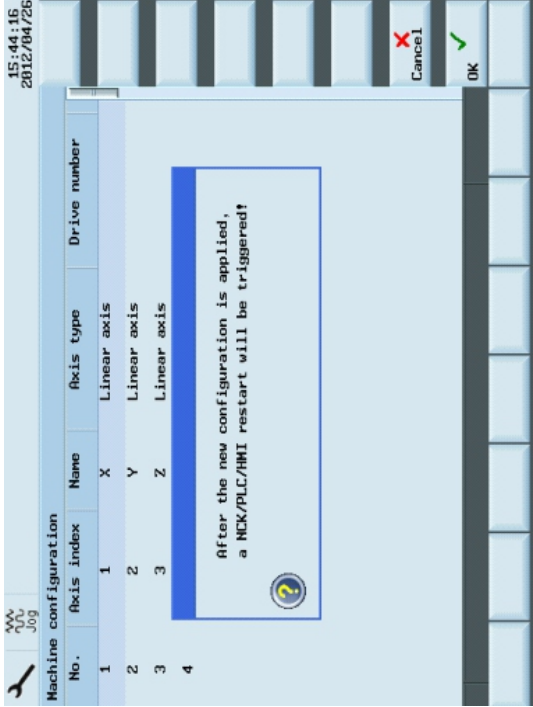 Jog
15:44:16
2012/04/26
Machine configuration
No. Axis index Name Axis type Drive number
1 1 X Linear axis
2 2 Y Linear axis
3 3 Z Linear axis
4
After the new configuration is applied,
a NCK/PLC/HMI restart will be triggered!
Cancel
OK